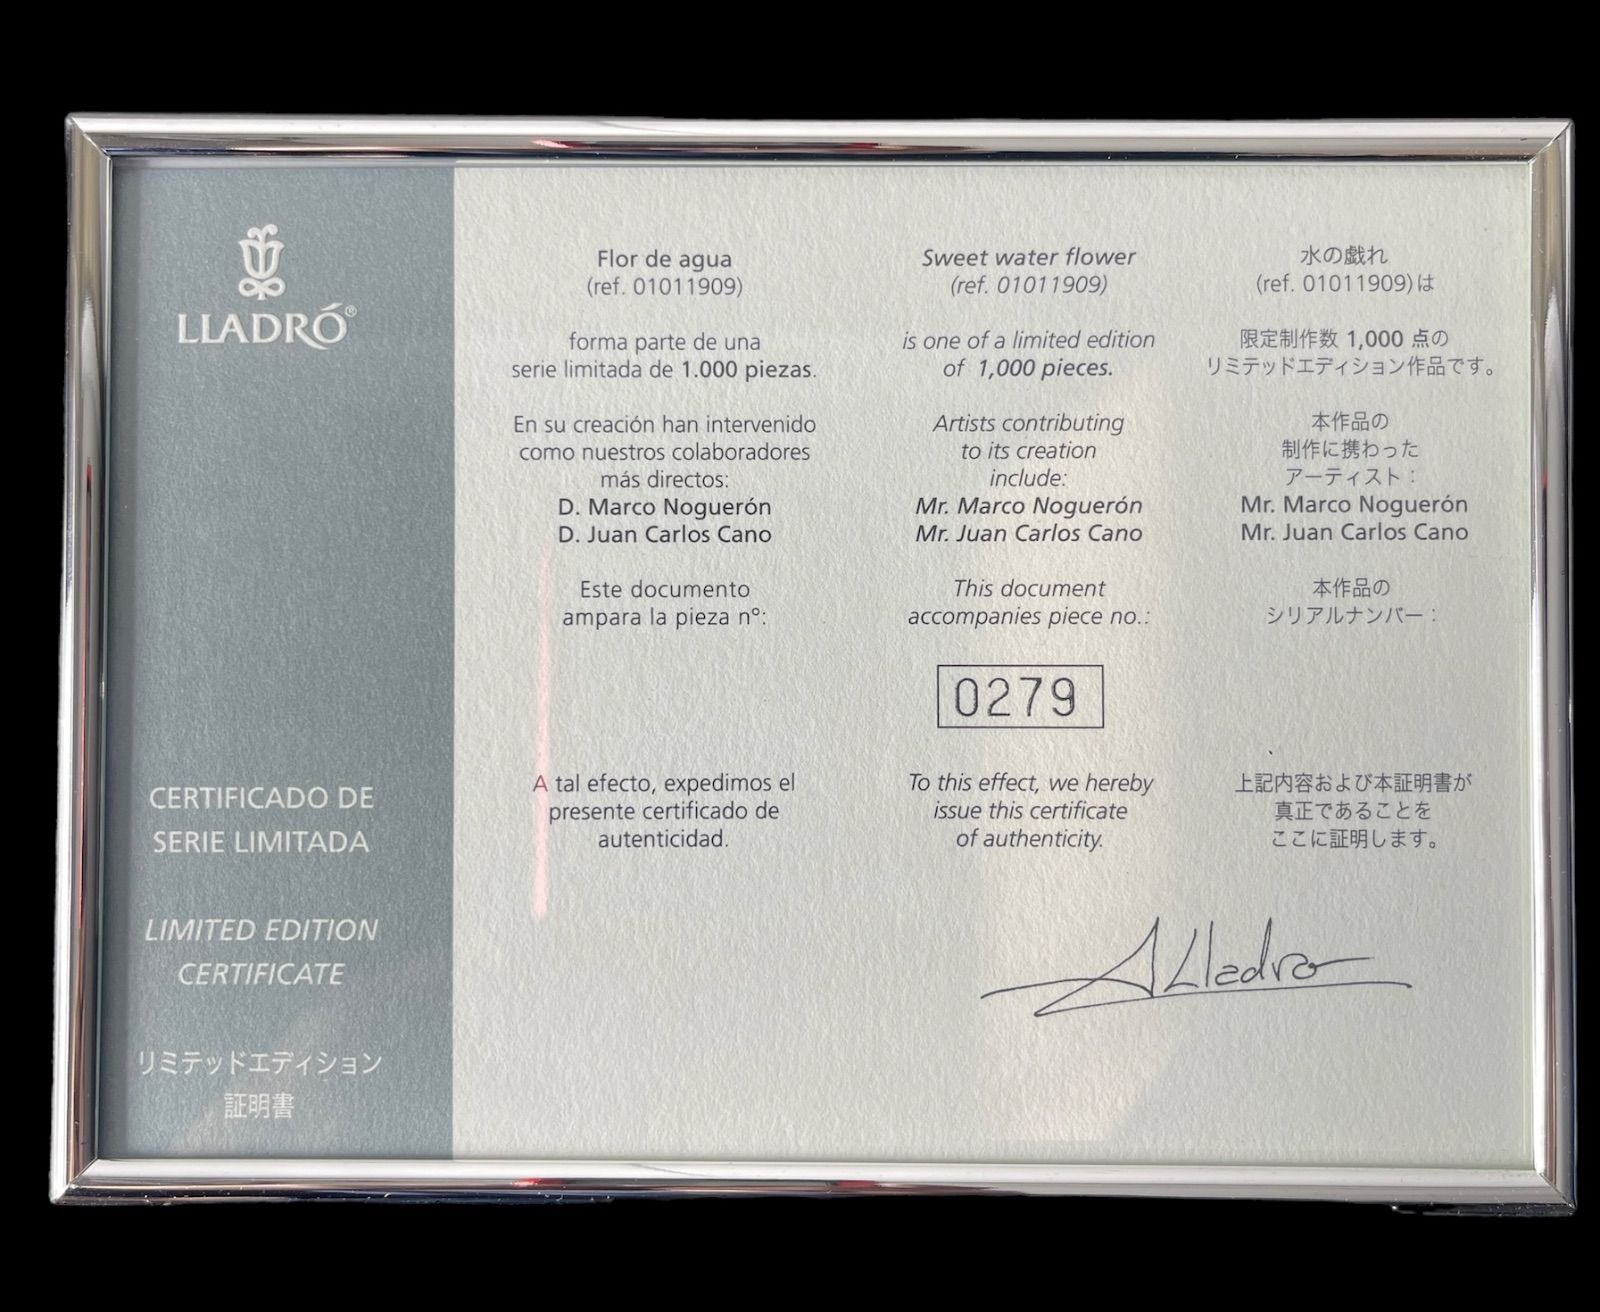 LLADRÓ®
CERTIFICADO DE
SERIE LIMITADA
LIMITED EDITION
CERTIFICATE
リミテッドエディション
証明書
Flor de agua
(ref. 01011909)
forma parte de una
serie limitada de 1.000 piezas.
En su creación han intervenido
como nuestros colaboradores
más directos:
D. Marco Noguerón
D. Juan Carlos Cano
Este documento
ampara la pieza n°:
A tal efecto, expedimos el
presente certificado de
autenticidad.
Sweet water flower
(ref. 01011909)
is one of a limited edition
of 1,000 pieces.
Artists contributing
to its creation
include:
Mr. Marco Noguerón
Mr. Juan Carlos Cano
This document
accompanies piece no.:
0279
To this effect, we hereby
issue this certificate
of authenticity.
水の戯れ
(ref. 01011909)は
限定制作数 1,000 点の
リミテッドエディション作品です。
本作品の
制作に携わった
アーティスト：
Mr. Marco Noguerón
Mr. Juan Carlos Cano
本作品の
シリアルナンバー：
上記内容および本証明書が
真正であることを
ここに証明します。
A Lladro